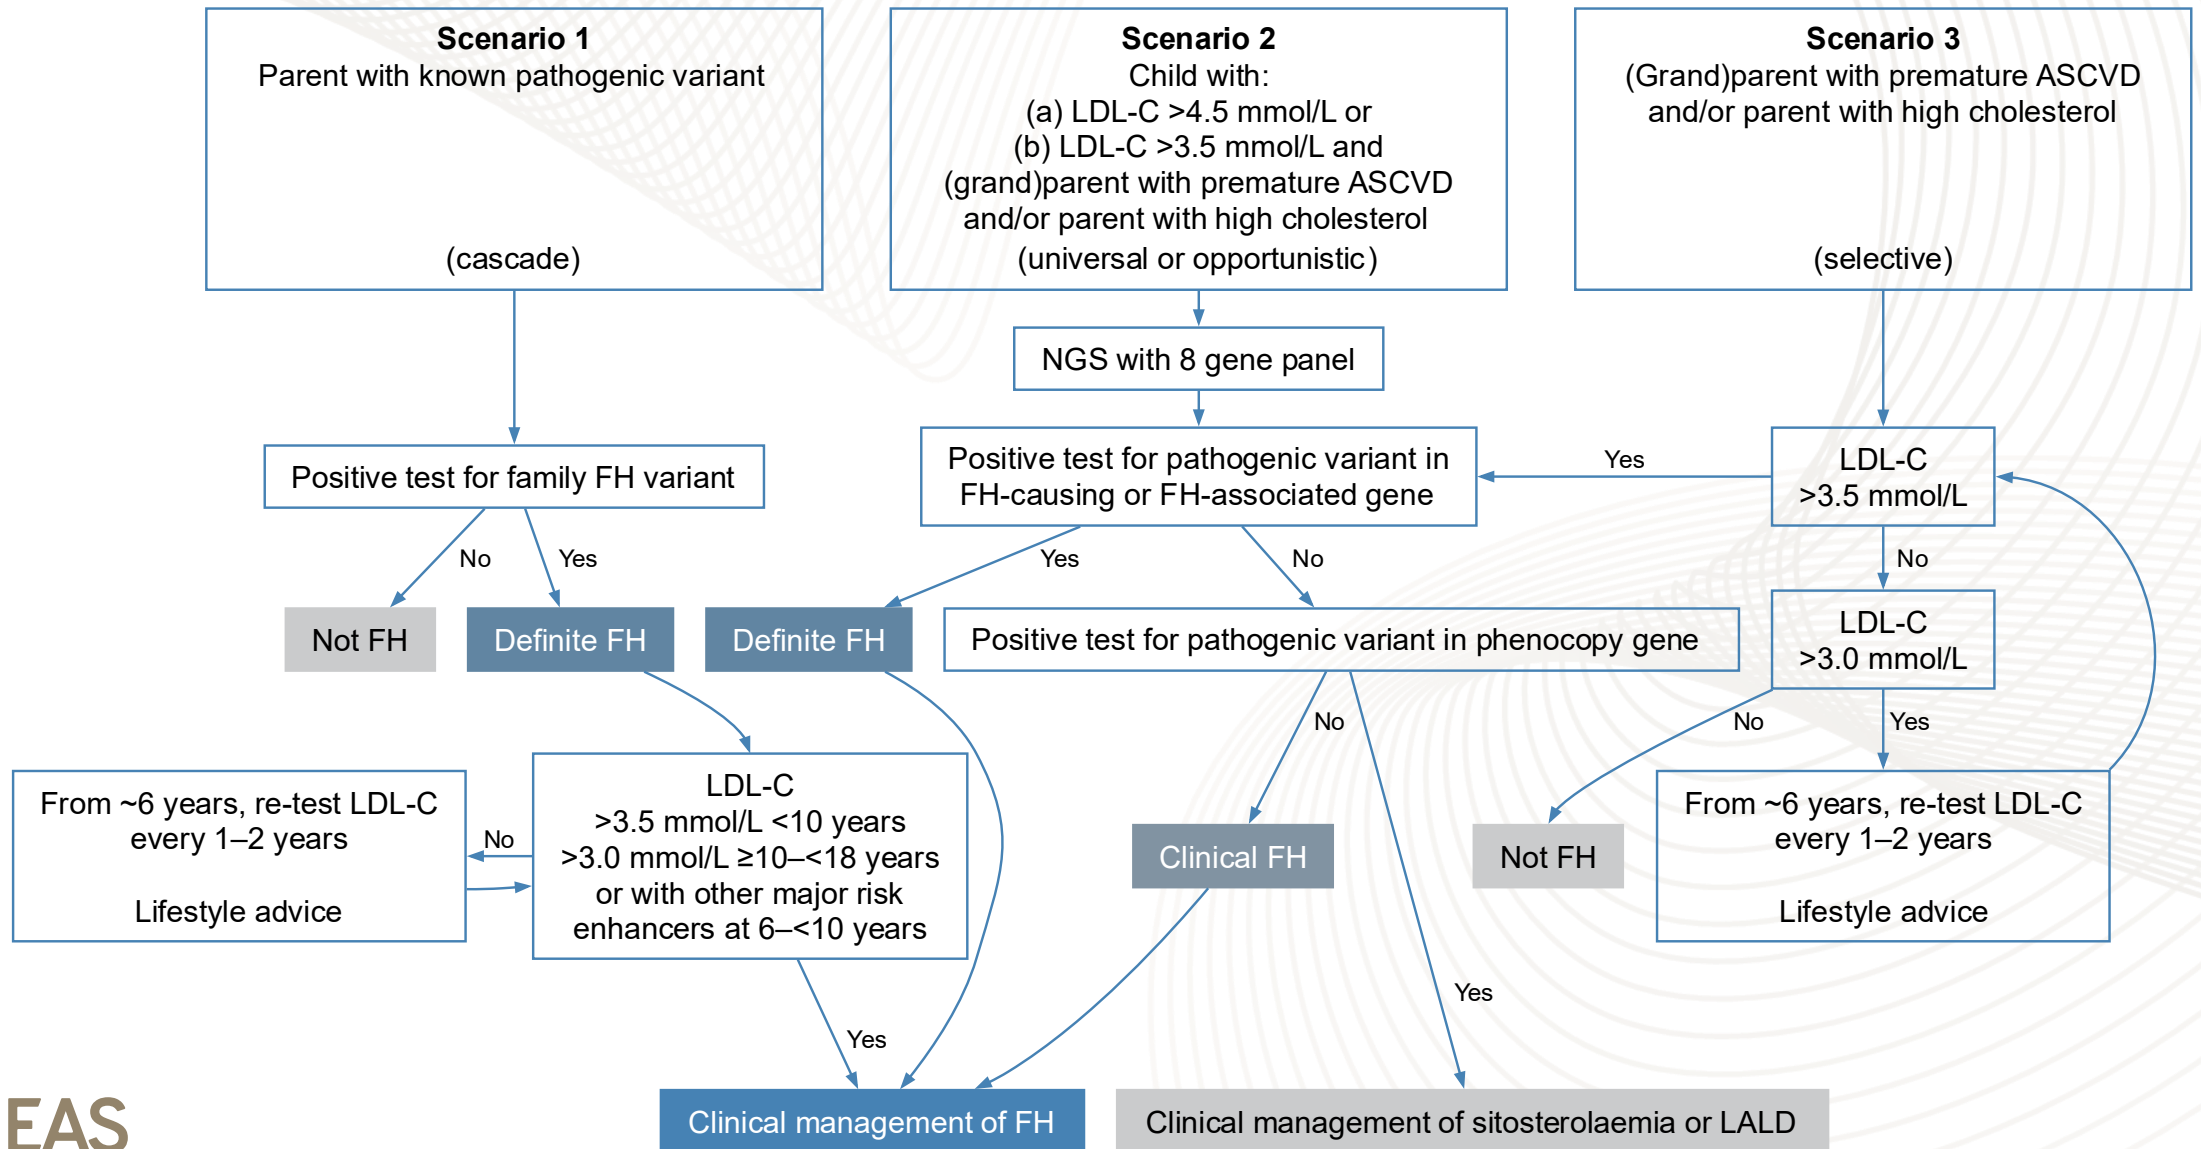 Scenario 1
Parent with known pathogenic variant
(cascade)
Scenario 2
Child with:
(a) LDL-C >4.5 mmol/L or
(b) LDL-C >3.5 mmol/L and
(grand)parent with premature ASCVD
and/or parent with high cholesterol
(universal or opportunistic)
Scenario 3
(Grand)parent with premature ASCVD
and/or parent with high cholesterol
(selective)
NGS with 8 gene panel
Positive test for family FH variant
Positive test for pathogenic variant in
FH-causing or FH-associated gene
Yes
LDL-C
>3.5 mmol/L
No
Yes
Yes
No
No
Not FH
Definite FH
Definite FH
Positive test for pathogenic variant in phenocopy gene
LDL-C
>3.0 mmol/L
No
No
Yes
From ~6 years, re-test LDL-C
every 1–2 years
Lifestyle advice
No
LDL-C
>3.5 mmol/L <10 years
>3.0 mmol/L ≥10–<18 years
or with other major risk
enhancers at 6–<10 years
Clinical FH
Not FH
From ~6 years, re-test LDL-C
every 1–2 years
Lifestyle advice
Yes
Yes
Clinical management of FH
Clinical management of sitosterolaemia or LALD
EAS